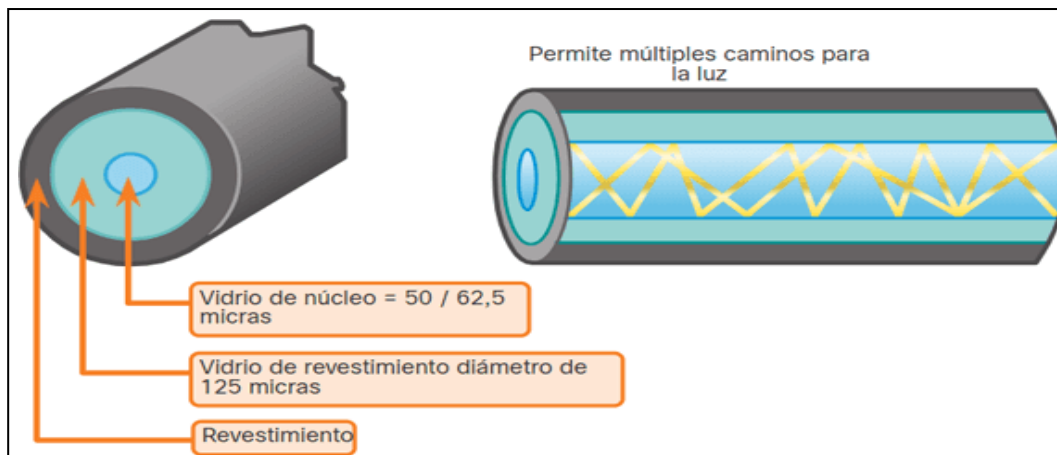 Permite múltiples caminos para
la luz
Vidrio de núcleo = 50 / 62,5
micras
Vidrio de revestimiento diámetro de
125 micras
Revestimiento